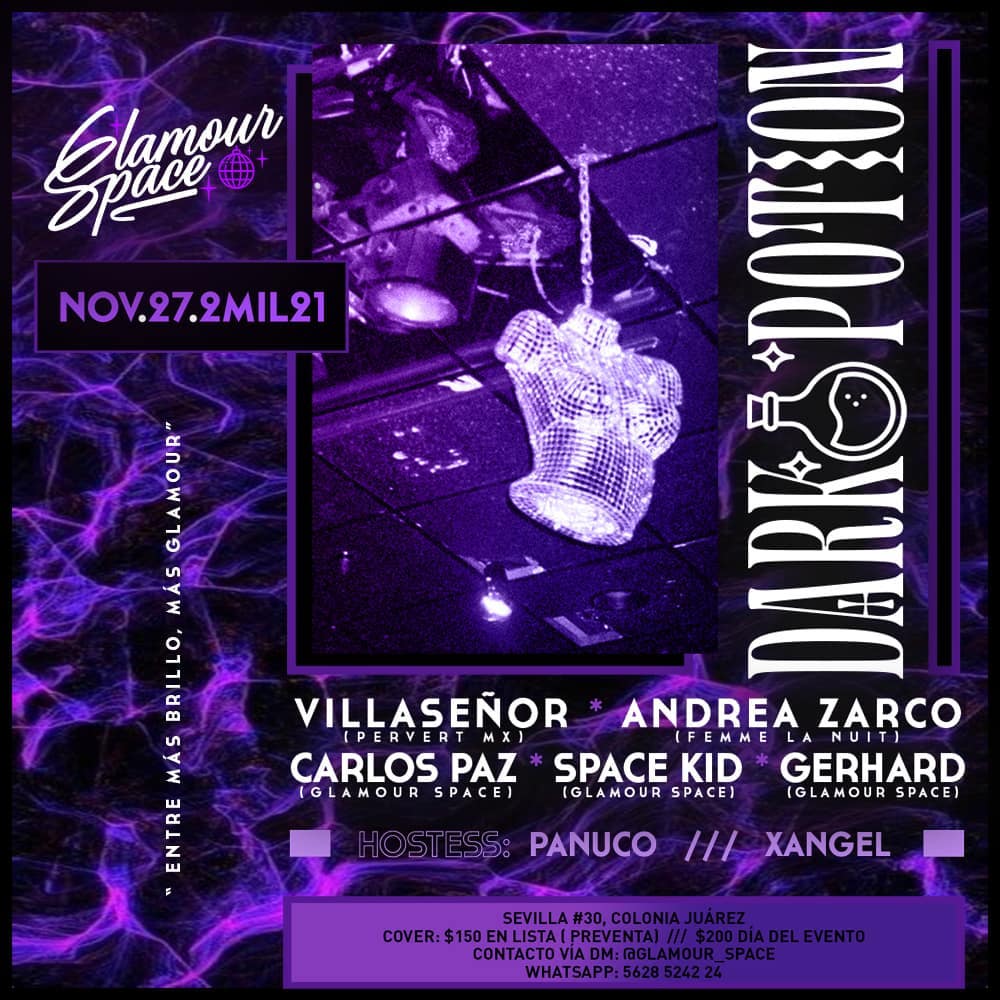 Glamour
Space
NOV.27.2MIL21
DARK POTION
“ ENTRE MÁS BRILLO, MÁS GLAMOUR”
VILLASEÑOR * ANDREA ZARCO
(PERVERT MX) (FEMME LA NUIT)
CARLOS PAZ * SPACE KID * GERHARD
(GLAMOUR SPACE) (GLAMOUR SPACE) (GLAMOUR SPACE)
HOSTESS: PANUCO /// XANGEL
SEVILLA #30, COLONIA JUÁREZ
COVER: $150 EN LISTA ( PREVENTA) /// $200 DÍA DEL EVENTO
CONTACTO VÍA DM: @GLAMOUR_SPACE
WHATSAPP: 5628 5242 24